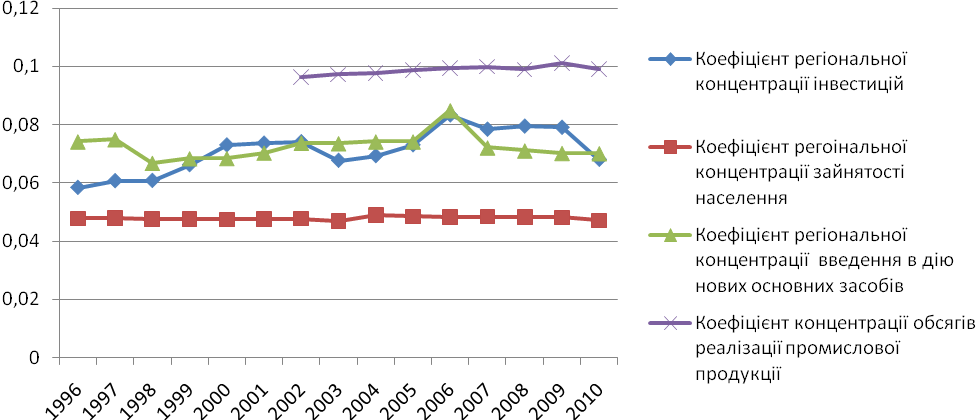 0,12
0,1
0,08
0,06
0,04
0,02
0
1996
1997
1998
1999
2000
2001
2002
2003
2004
2005
2006
2007
2008
2009
2010
Коефіцієнт регіональної
концентрації інвестицій
Коефіцієнт регоінальної
концентрації зайнятості
населення
Коефіцієнт регіональної
концентрації введення в дію
нових основних засобів
Коефіцієнт концентрації обсягів
реалізації промислової
продукції